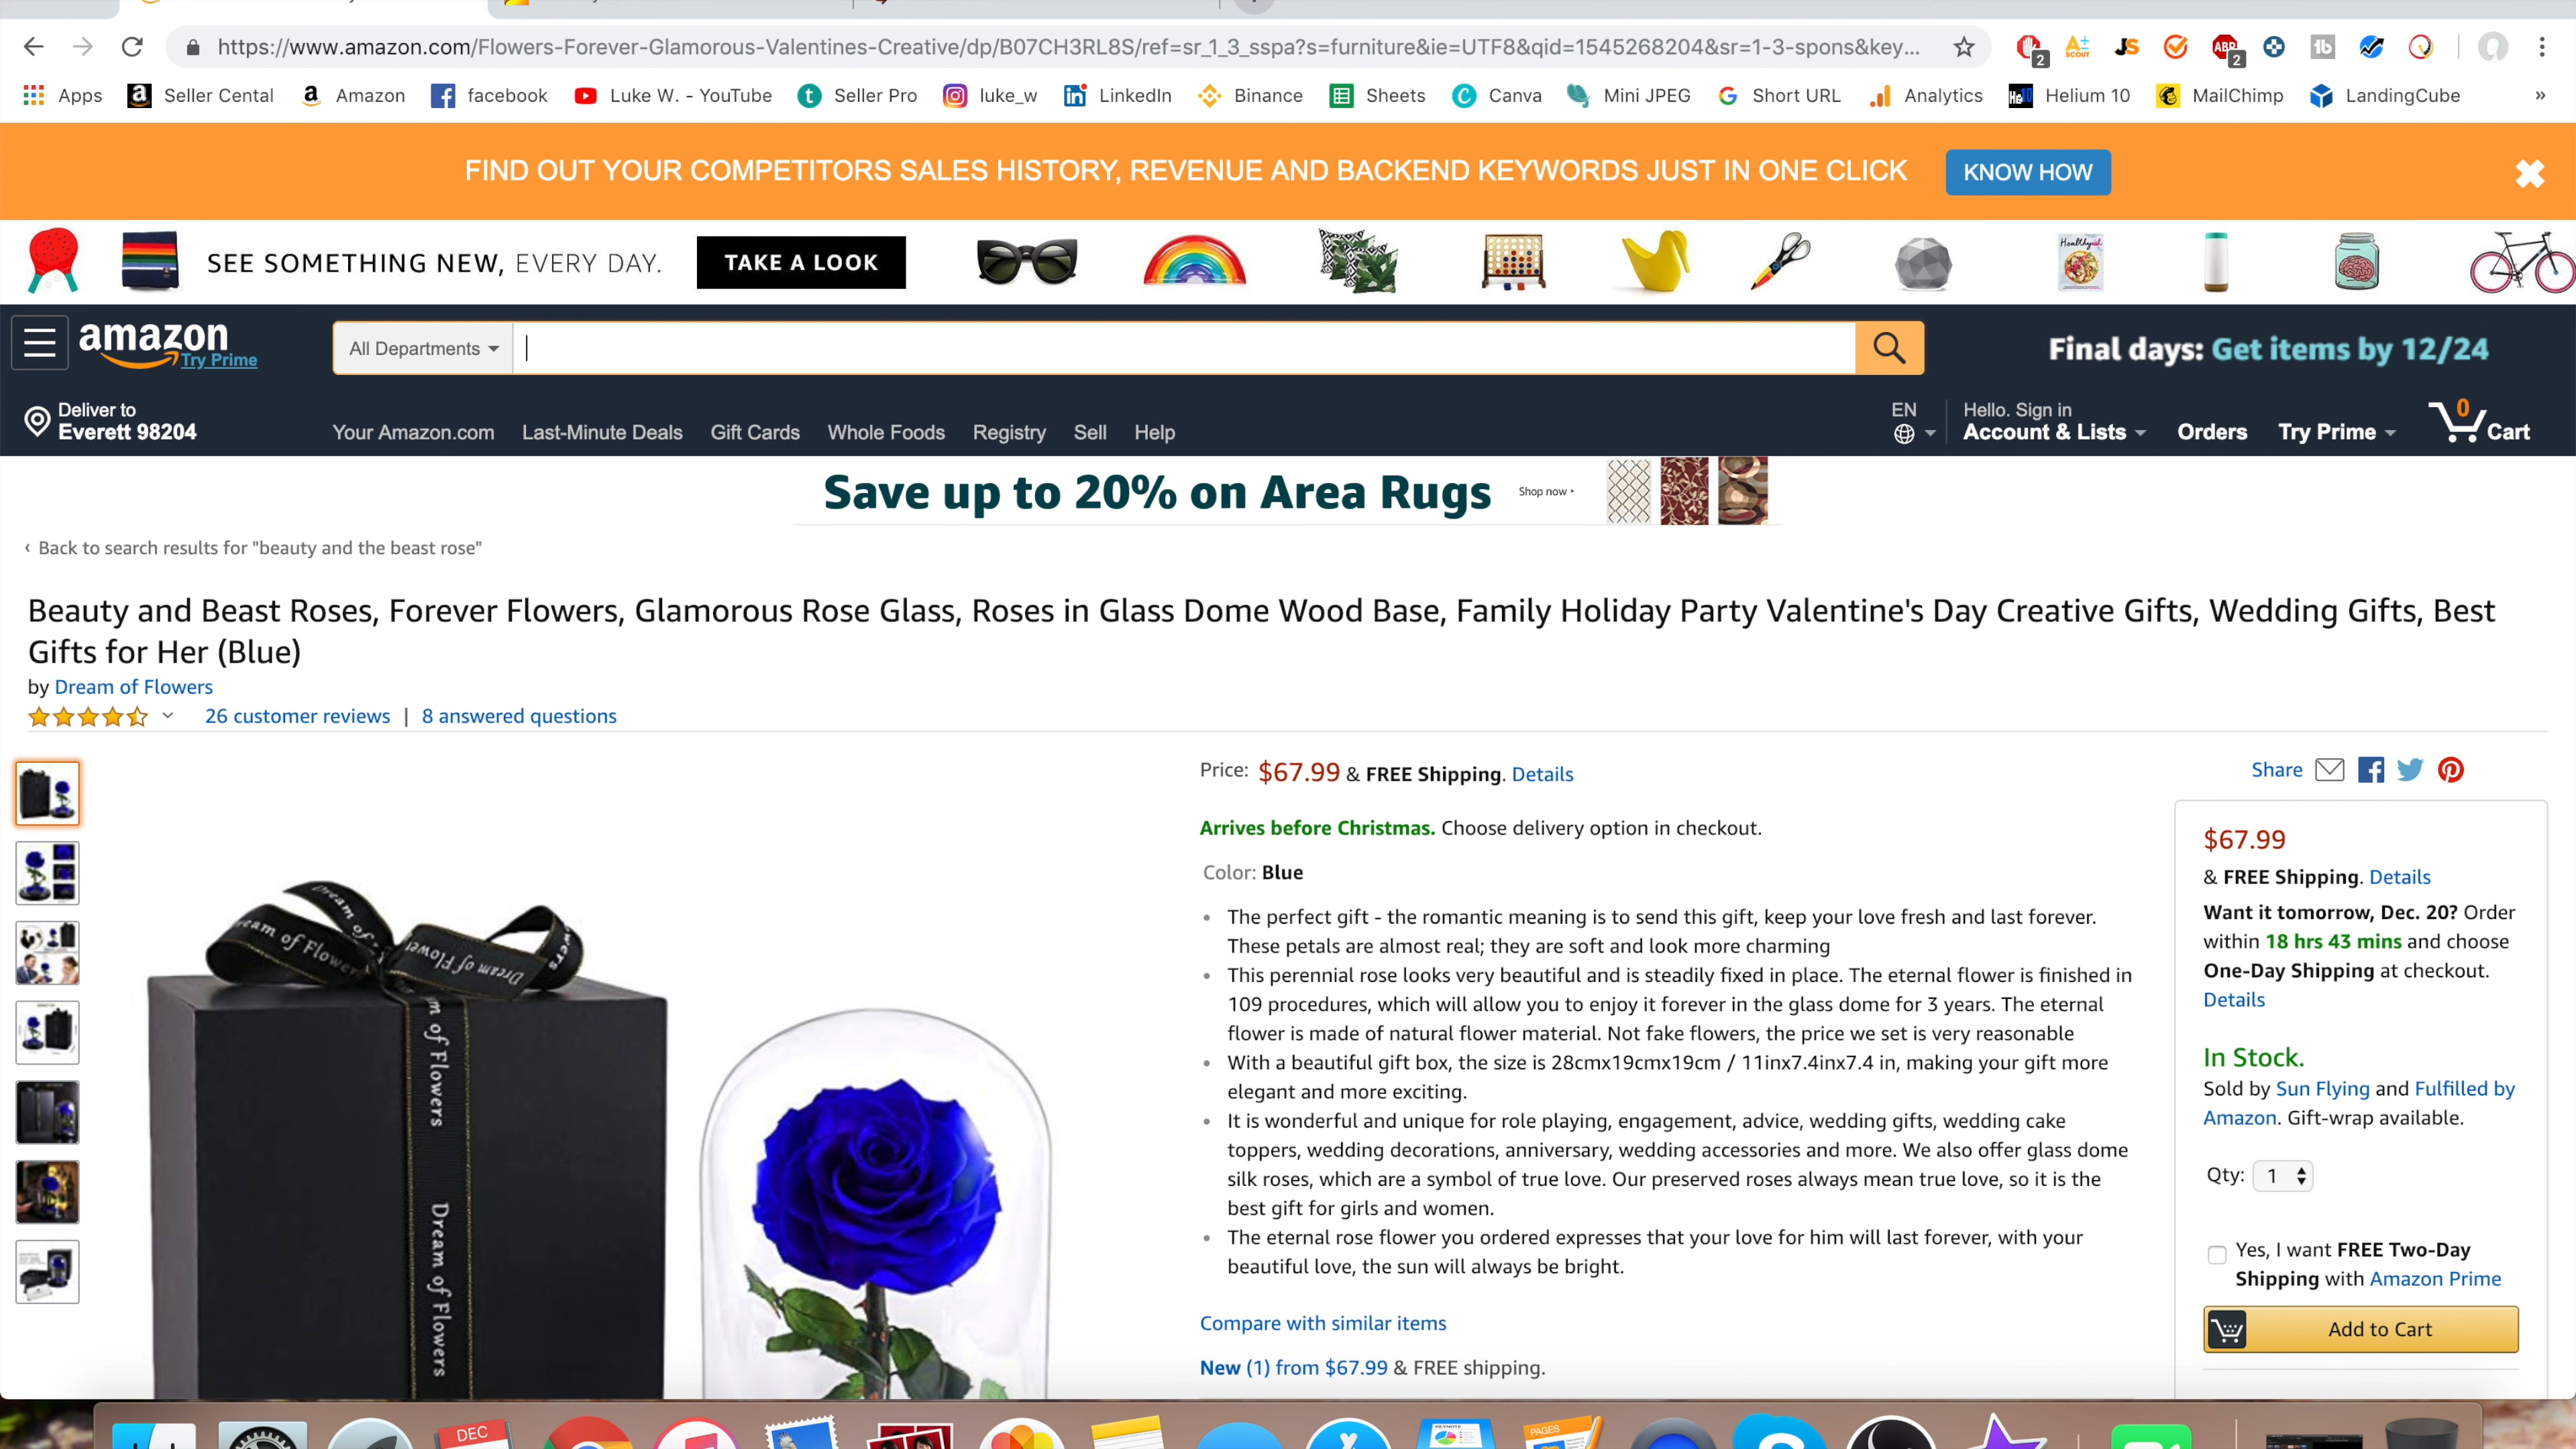 https://www.amazon.com/Flowers-Forever-Glamorous-Valentines-Creative/dp/B07CH3RL8S/ref=sr_1_3_sspa?s=furniture&ie=UTF8&qid=1545268204&sr=1-3-spons&key...
2
A+
SCOUT
JS
ABP
2
Apps
Seller Cental
Amazon
facebook
Luke W. - YouTube
Seller Pro
luke_w
LinkedIn
Binance
Sheets
Canva
Mini JPEG
Short URL
Analytics
Helium 10
MailChimp
LandingCube
»
FIND OUT YOUR COMPETITORS SALES HISTORY, REVENUE AND BACKEND KEYWORDS JUST IN ONE CLICK
KNOW HOW
SEE SOMETHING NEW, EVERY DAY.
TAKE A LOOK
Healthyish
amazon
Try Prime
All Departments
Final days: Get items by 12/24
Deliver to
Everett 98204
Your Amazon.com
Last-Minute Deals
Gift Cards
Whole Foods
Registry
Sell
Help
EN
Hello. Sign in
Account & Lists
Orders
Try Prime
0
Cart
Save up to 20% on Area Rugs
Shop now
‹ Back to search results for "beauty and the beast rose"
Beauty and Beast Roses, Forever Flowers, Glamorous Rose Glass, Roses in Glass Dome Wood Base, Family Holiday Party Valentine's Day Creative Gifts, Wedding Gifts, Best
Gifts for Her (Blue)
by Dream of Flowers
26 customer reviews | 8 answered questions
Price: $67.99 & FREE Shipping. Details
Arrives before Christmas. Choose delivery option in checkout.
Color: Blue
• The perfect gift - the romantic meaning is to send this gift, keep your love fresh and last forever.
These petals are almost real; they are soft and look more charming
• This perennial rose looks very beautiful and is steadily fixed in place. The eternal flower is finished in
109 procedures, which will allow you to enjoy it forever in the glass dome for 3 years. The eternal
flower is made of natural flower material. Not fake flowers, the price we set is very reasonable
• With a beautiful gift box, the size is 28cmx19cmx19cm / 11inx7.4inx7.4 in, making your gift more
elegant and more exciting.
• It is wonderful and unique for role playing, engagement, advice, wedding gifts, wedding cake
toppers, wedding decorations, anniversary, wedding accessories and more. We also offer glass dome
silk roses, which are a symbol of true love. Our preserved roses always mean true love, so it is the
best gift for girls and women.
• The eternal rose flower you ordered expresses that your love for him will last forever, with your
beautiful love, the sun will always be bright.
Compare with similar items
New (1) from $67.99 & FREE shipping.
Share
$67.99
& FREE Shipping. Details
Want it tomorrow, Dec. 20? Order
within 18 hrs 43 mins and choose
One-Day Shipping at checkout.
Details
In Stock.
Sold by Sun Flying and Fulfilled by
Amazon. Gift-wrap available.
Qty: 1
Yes, I want FREE Two-Day
Shipping with Amazon Prime
Add to Cart
Dream of
eam of Flower
Dream of Flower
wers
m of Flowers
Dream of Flowers
DEC
KEYNOTE
PAGES